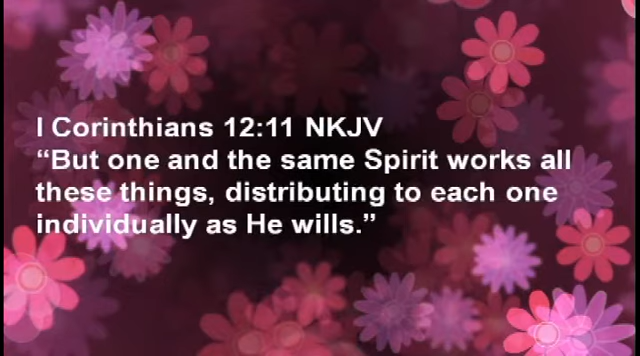 I Corinthians 12:11 NKJV
“But one and the same Spirit works all
these things, distributing to each one
individually as He wills.”